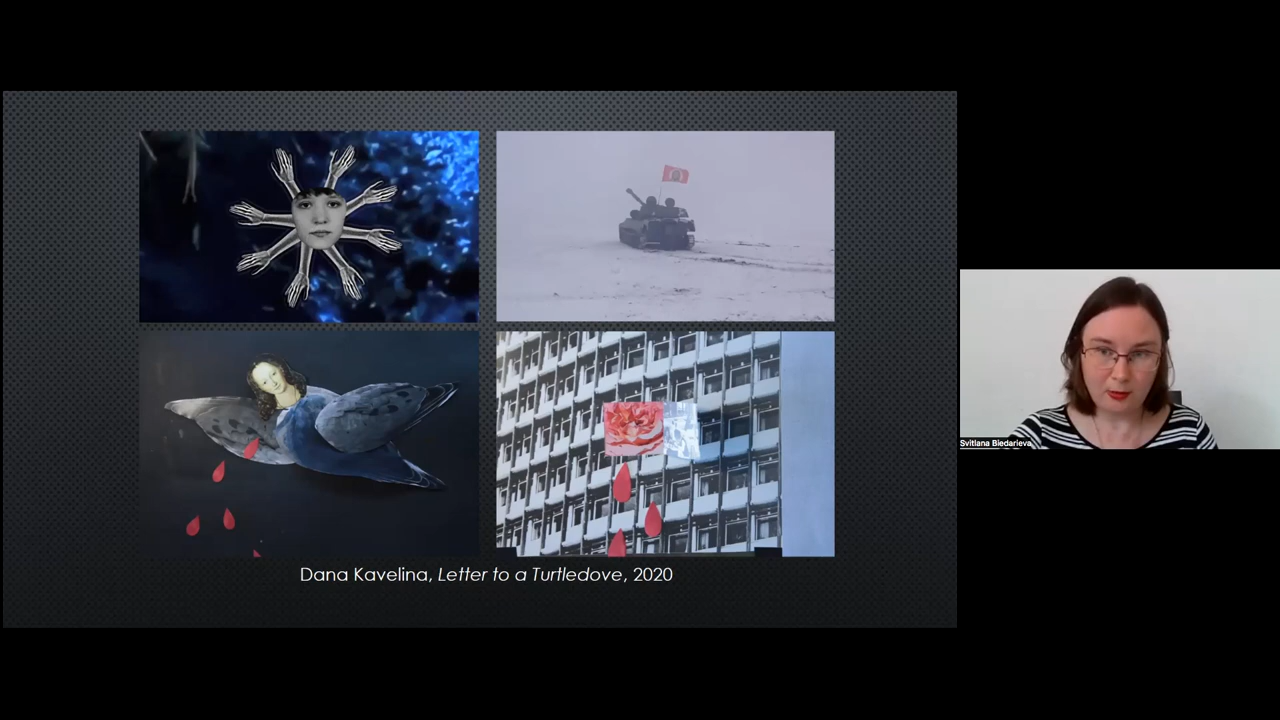 Dana Kavelina, Letter to a Turtledove, 2020
Svitlana Biedarieva